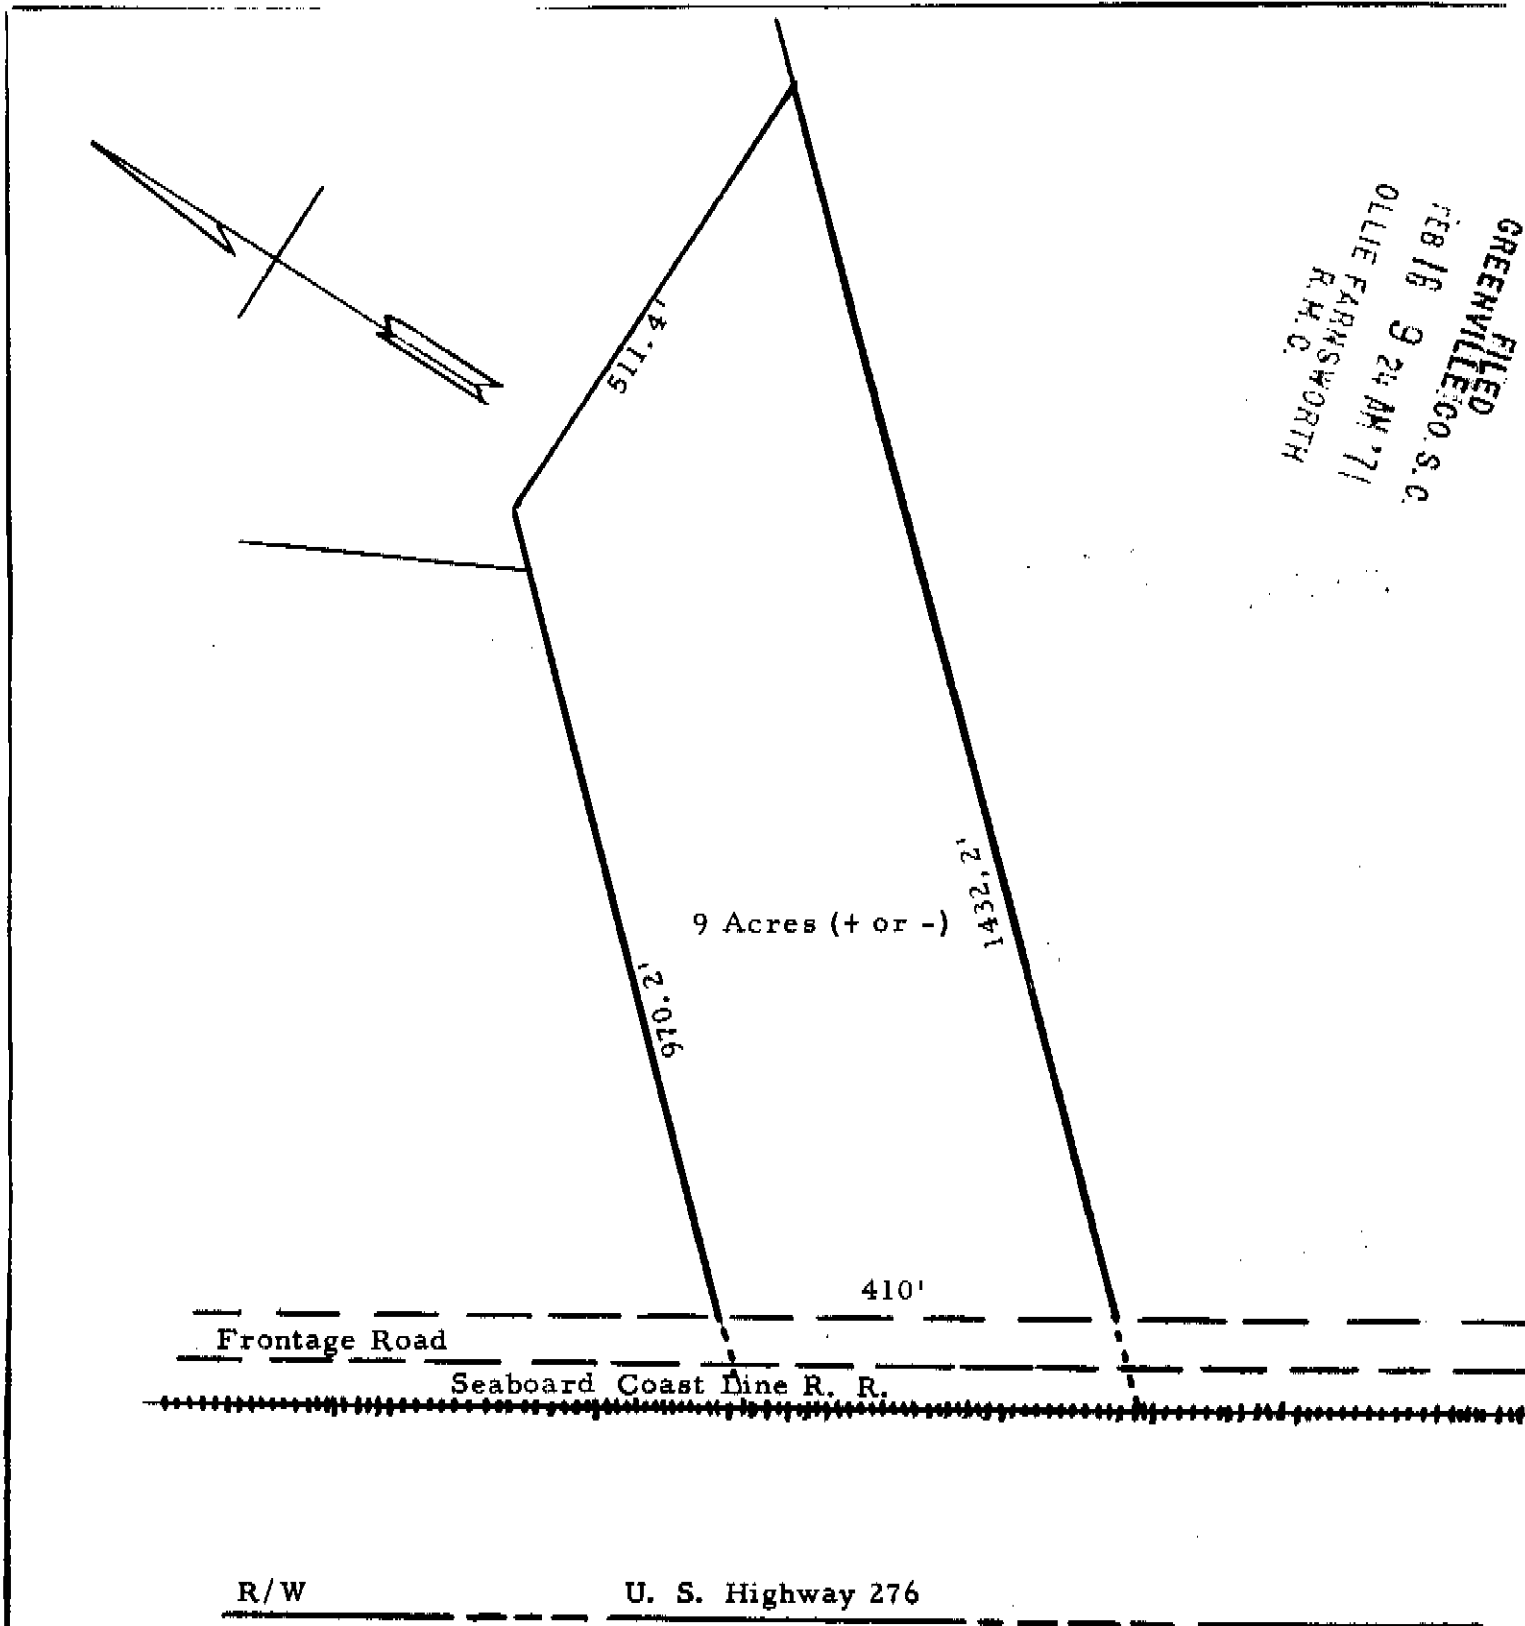 FILED
GREENVILLE CO. S. C.
FEB 16 9 24 AM '71
OLLIE FARNSWORTH
R. M. C.
511. 4'
1432. 2'
9 Acres (+ or -)
970. 2'
410'
Frontage Road
Seaboard Coast Line R. R.
R/W
U. S. Highway 276